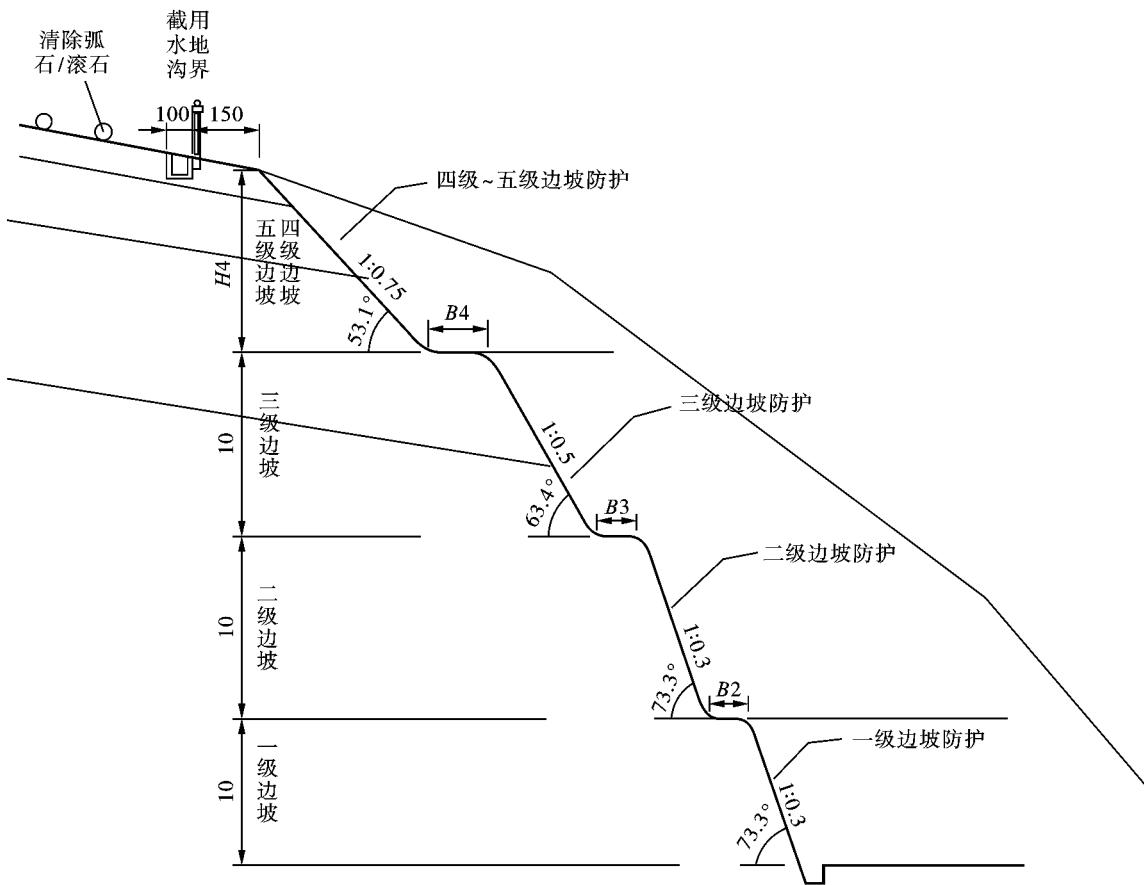 清除弧
石/滚石
截用
水地
沟界
100
150
四级~五级边坡防护
H4
五级边坡
四级边坡
1:0.75
53.1°
B4
三级边坡防护
10
三级边坡
1:0.5
63.4°
B3
二级边坡防护
10
二级边坡
1:0.3
73.3°
B2
一级边坡防护
10
一级边坡
1:0.3
73.3°